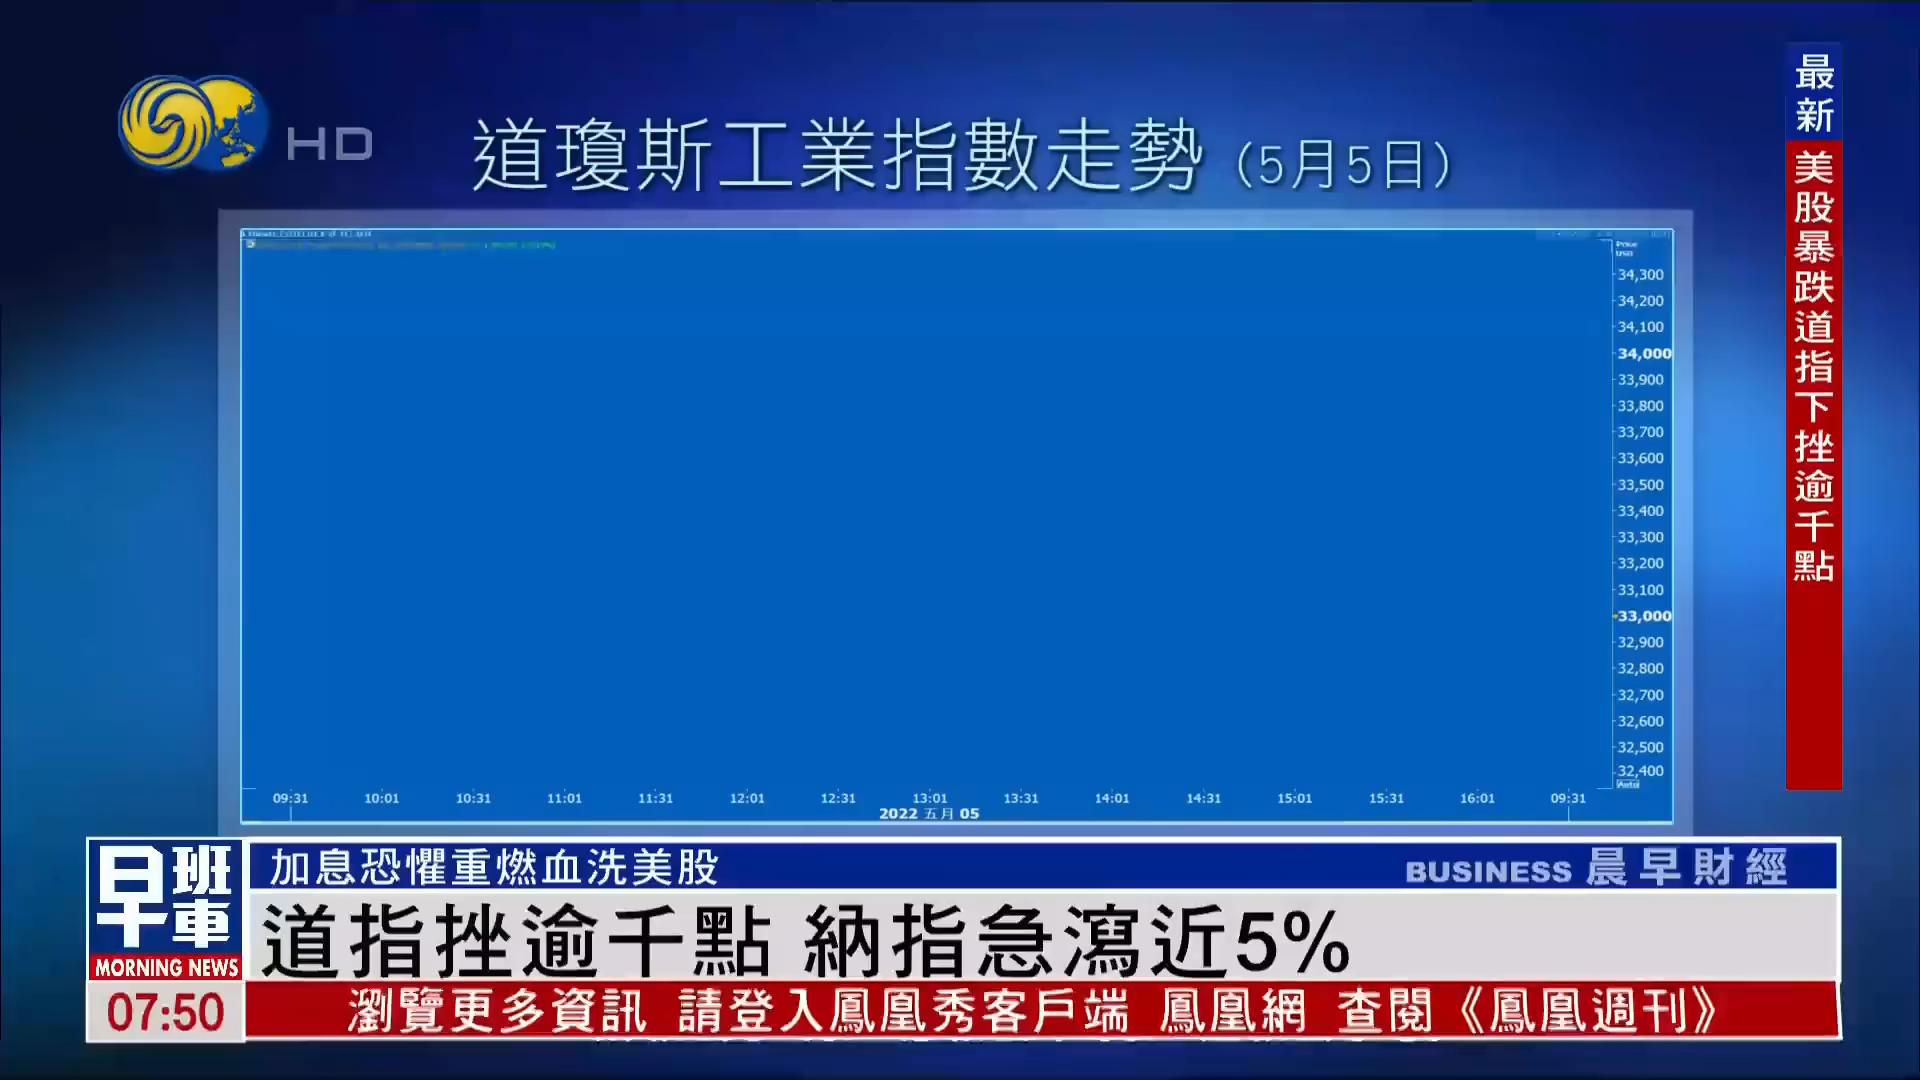 HD
道瓊斯工業指數走勢（5月5日）
最新
美股暴跌道指下挫逾千點
Price
USD
34,300
34,200
34,100
34,000
33,900
33,800
33,700
33,600
33,500
33,400
33,300
33,200
33,100
33,000
32,900
32,800
32,700
32,600
32,500
32,400
Auto
09:31 10:01 10:31 11:01 11:31 12:01 12:31 13:01 13:31 14:01 14:31 15:01 15:31 16:01 09:31
2022 五月 05
早班車
MORNING NEWS
加息恐懼重燃血洗美股
BUSINESS 晨早財經
道指挫逾千點 納指急瀉近5%
07:50
瀏覽更多資訊 請登入鳳凰秀客戶端 鳳凰網 查閱《鳳凰週刊》